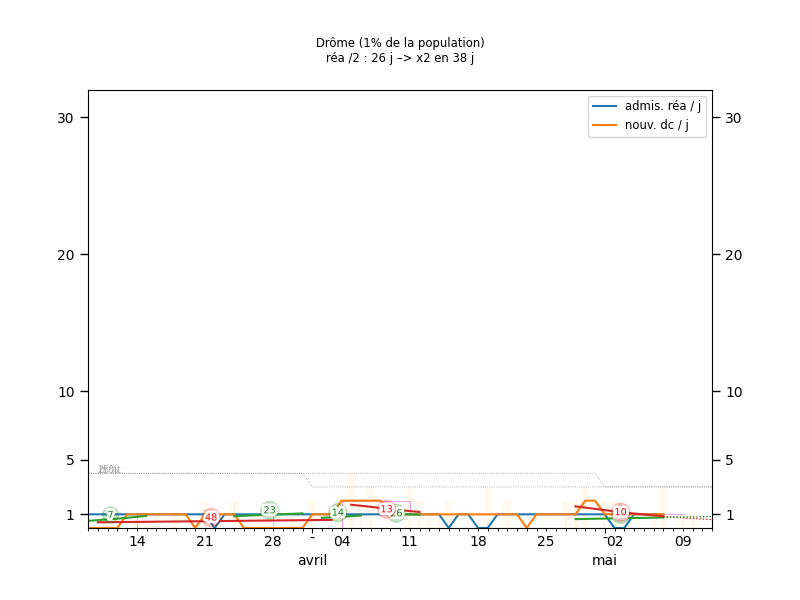 Drôme (1% de la population)
réa /2 : 26 j –> x2 en 38 j
admis. réa / j
nouv. dc / j
30 30
20 20
10 10
5 5
1 1
7 48 23 14 13 10
14 21 28 - 04 11 18 25 -02 09
avril mai